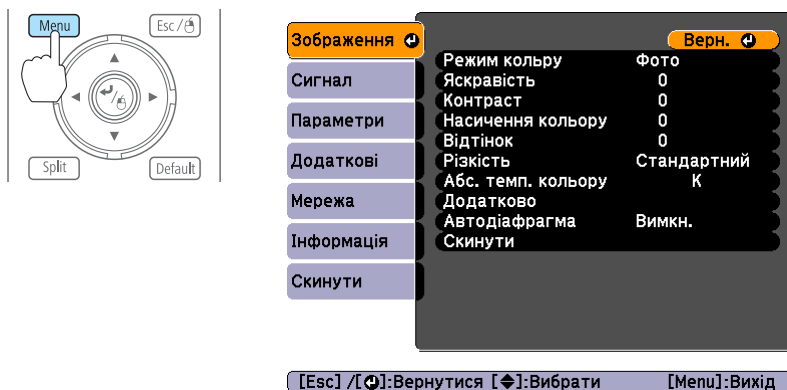 Menu
Esc /
Split
Default
Зображення
Верн.
Сигнал
Параметри
Додаткові
Мережа
Інформація
Скинути
Режим кольру Фото
Яскравість 0
Контраст 0
Насичення кольору 0
Відтінок 0
Різкість Стандартний
Абс. темп. кольору К
Додатково
Автодіафрагма Вимкн.
Скинути
[Esc] /[ ]:Вернутися [ ]:Вибрати [Menu]:Вихід